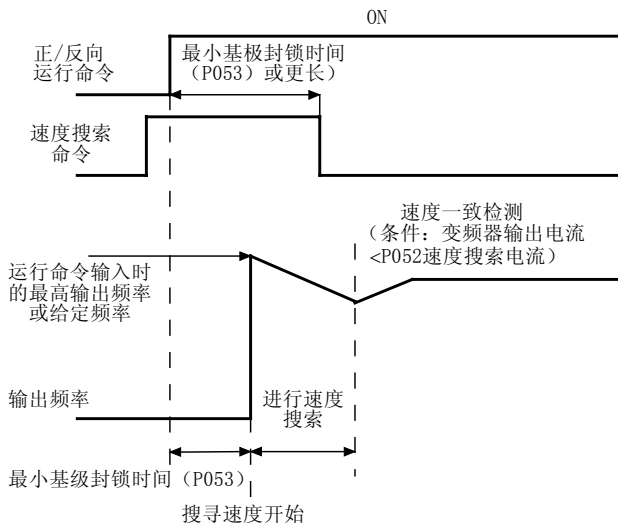 ON
正/反向
运行命令
最小基极封锁时间
（P053）或更长）
速度搜索
命令
速度一致检测
（条件：变频器输出电流
<P052速度搜索电流）
运行命令输入时
的最高输出频率
或给定频率
输出频率
进行速度
搜索
最小基级封锁时间（P053）
搜寻速度开始